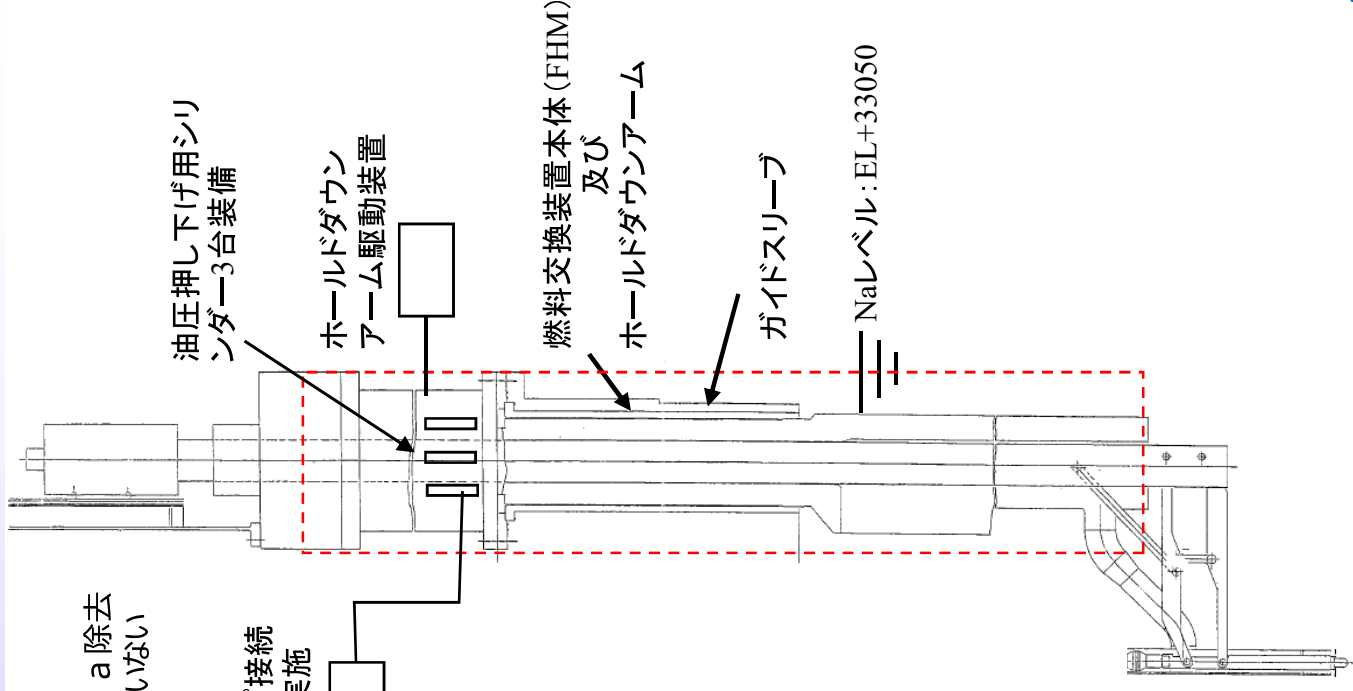 油圧押し下げ用シリ
ンダー3台装備
ホールドダウン
アーム駆動装置
燃料交換装置本体(FHM)
及び
ホールドダウンアーム
ガイドスリーブ
Naレベル:EL+33050
a 除去
いない
接続
実施